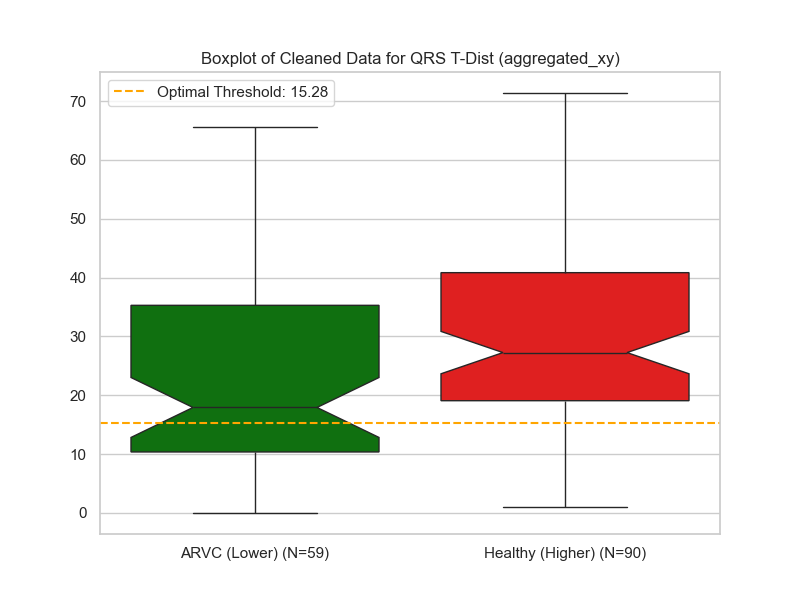 Boxplot of Cleaned Data for QRS T-Dist (aggregated_xy)
Optimal Threshold: 15.28
70
60
50
40
30
20
10
0
ARVC (Lower) (N=59)
Healthy (Higher) (N=90)